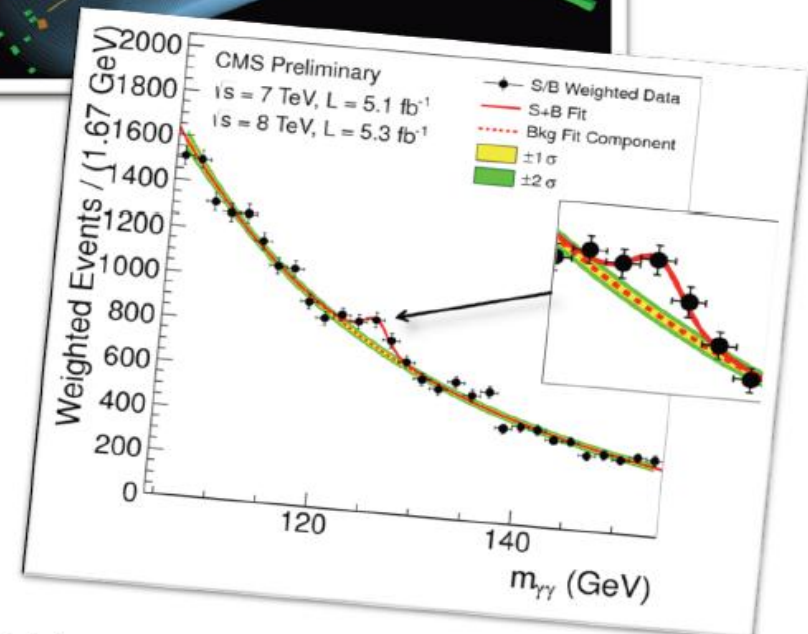 2000
1800
1600
1400
1200
1000
800
600
400
200
0
Weighted Events / (1.67 GeV)
CMS Preliminary
√s = 7 TeV, L = 5.1 fb⁻¹
√s = 8 TeV, L = 5.3 fb⁻¹
S/B Weighted Data
S+B Fit
Bkg Fit Component
±1 σ
±2 σ
120
140
mγγ (GeV)